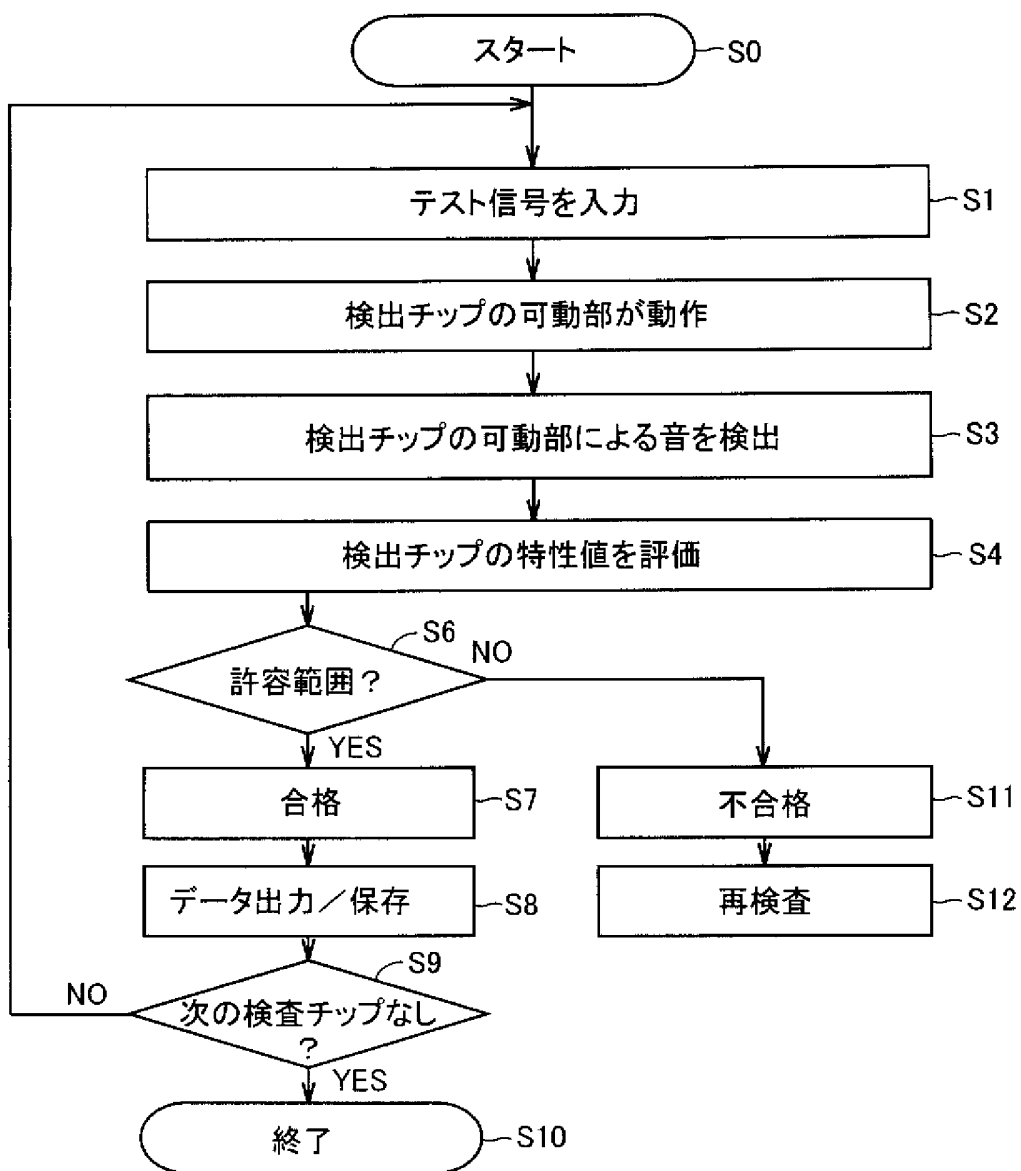 スタート
S0
テスト信号を入力
S1
検出チップの可動部が動作
S2
検出チップの可動部による音を検出
S3
検出チップの特性値を評価
S4
S6
許容範囲？
NO
YES
合格
S7
不合格
S11
データ出力／保存
S8
再検査
S12
S9
NO
次の検査チップなし
？
YES
終了
S10